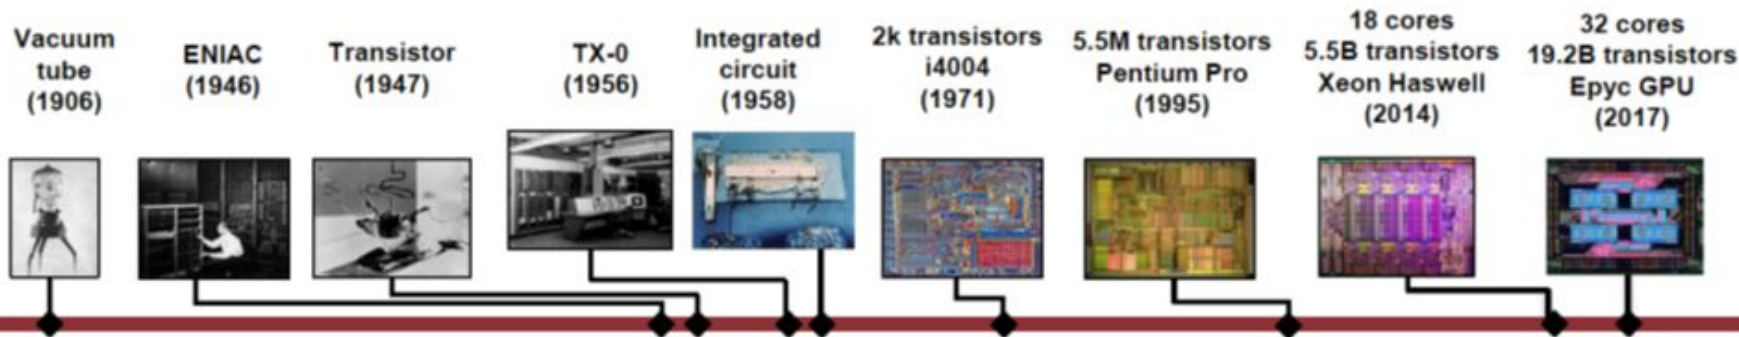 Vacuum
tube
(1906)
ENIAC
(1946)
Transistor
(1947)
TX-0
(1956)
Integrated
circuit
(1958)
2k transistors
i4004
(1971)
5.5M transistors
Pentium Pro
(1995)
18 cores
5.5B transistors
Xeon Haswell
(2014)
32 cores
19.2B transistors
Epyc GPU
(2017)